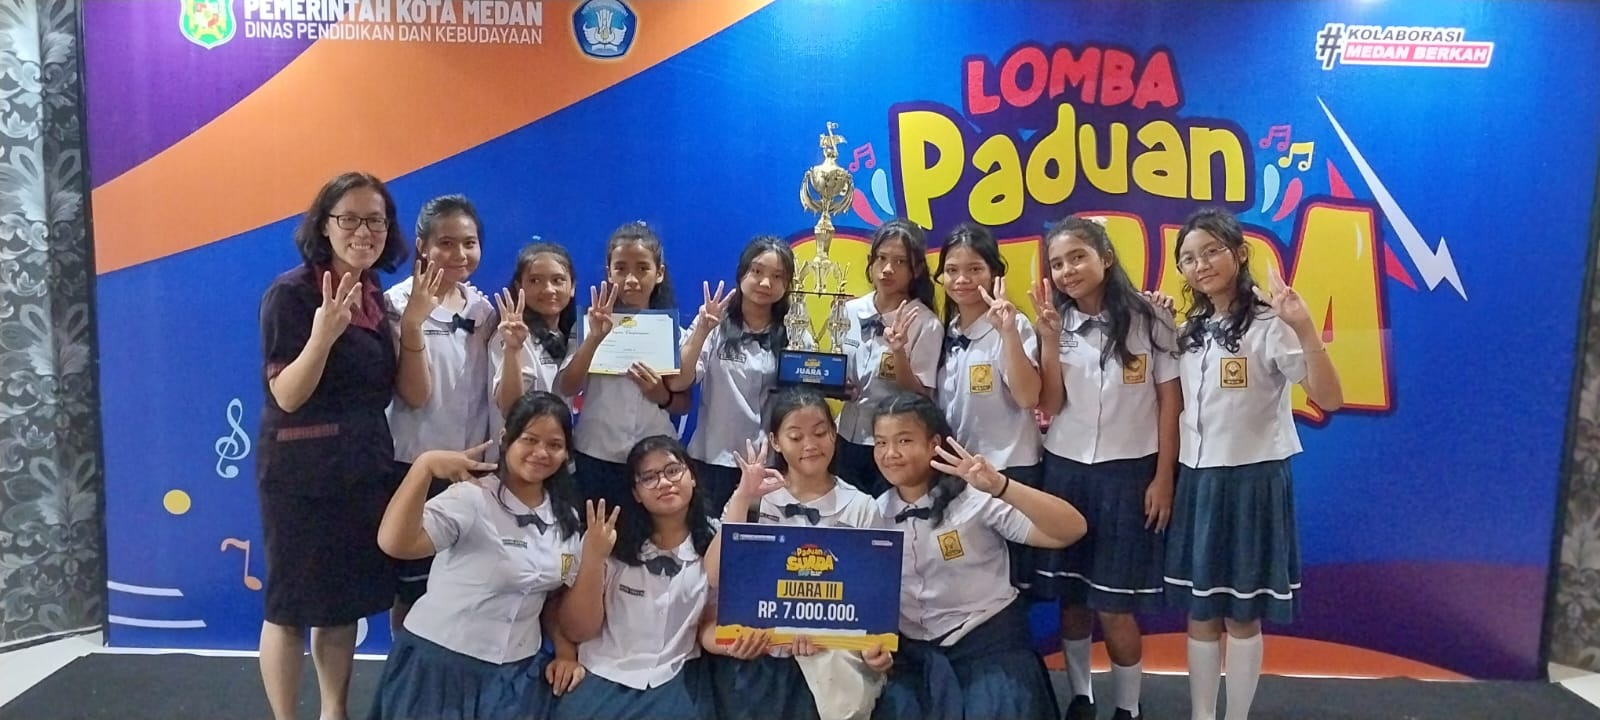 PEMERINTAH KOTA MEDAN
DINAS PENDIDIKAN DAN KEBUDAYAAN
#KOLABORASI
MEDAN BERKAH
LOMBA
Paduan
JUARA 3
Paduan
SUARA
JUARA III
RP. 7.000.000.